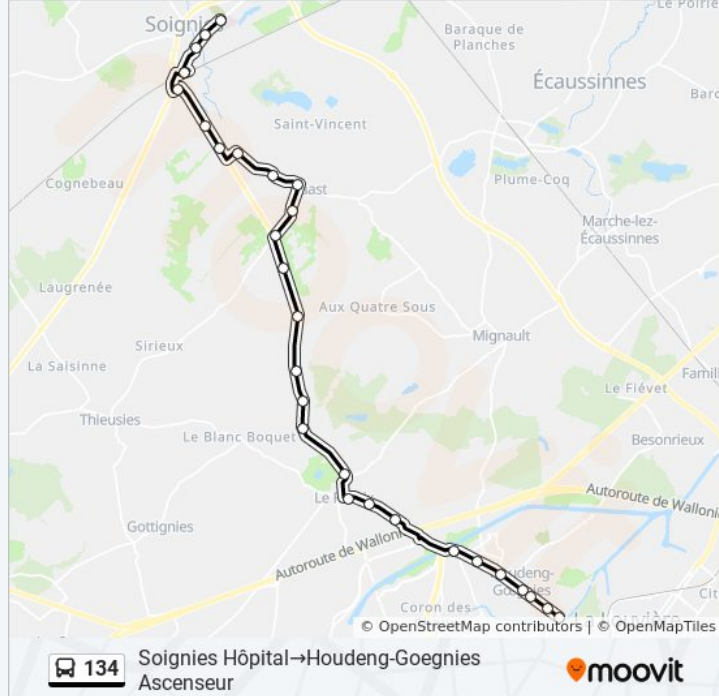 Le Poirier
Soignies
Baraque de
Planches
Écaussinnes
Saint-Vincent
Cognebeau
Plume-Coq
Marche-lez-
Écaussinnes
Laugrenée
Aux Quatre Sous
Mignault
Sirieux
La Saisinne
Le Fiévet
Thieusies
Le Blanc Boquet
Besonrieux
Autoroute de Wallonie
Gottignies
Autoroute de Wallonie
Coron des
© OpenStreetMap contributors | © OpenMapTiles
134
Soignies Hôpital→Houdeng-Goegnies
Ascenseur
moovit